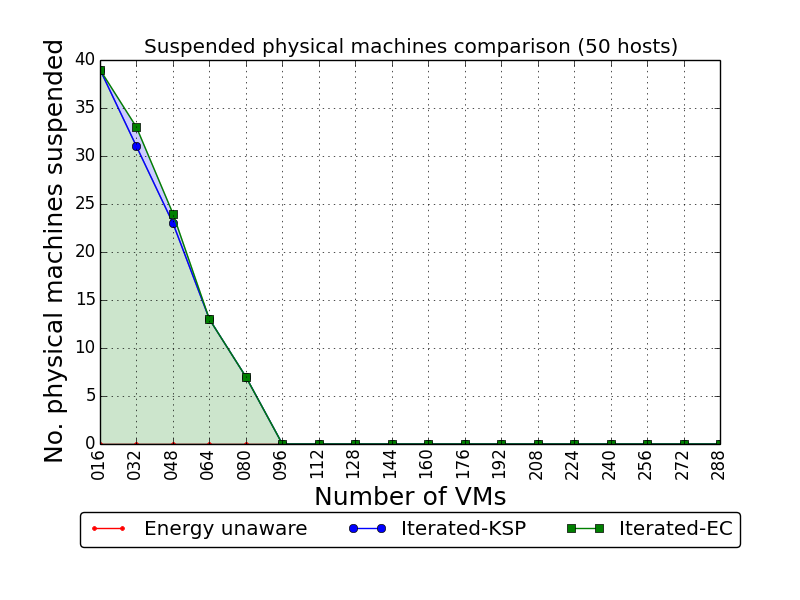 Suspended physical machines comparison (50 hosts)
No. physical machines suspended
40
35
30
25
20
15
10
5
0
016 032 048 064 080 096 112 128 144 160 176 192 208 224 240 256 272 288
Number of VMs
Energy unaware Iterated-KSP Iterated-EC